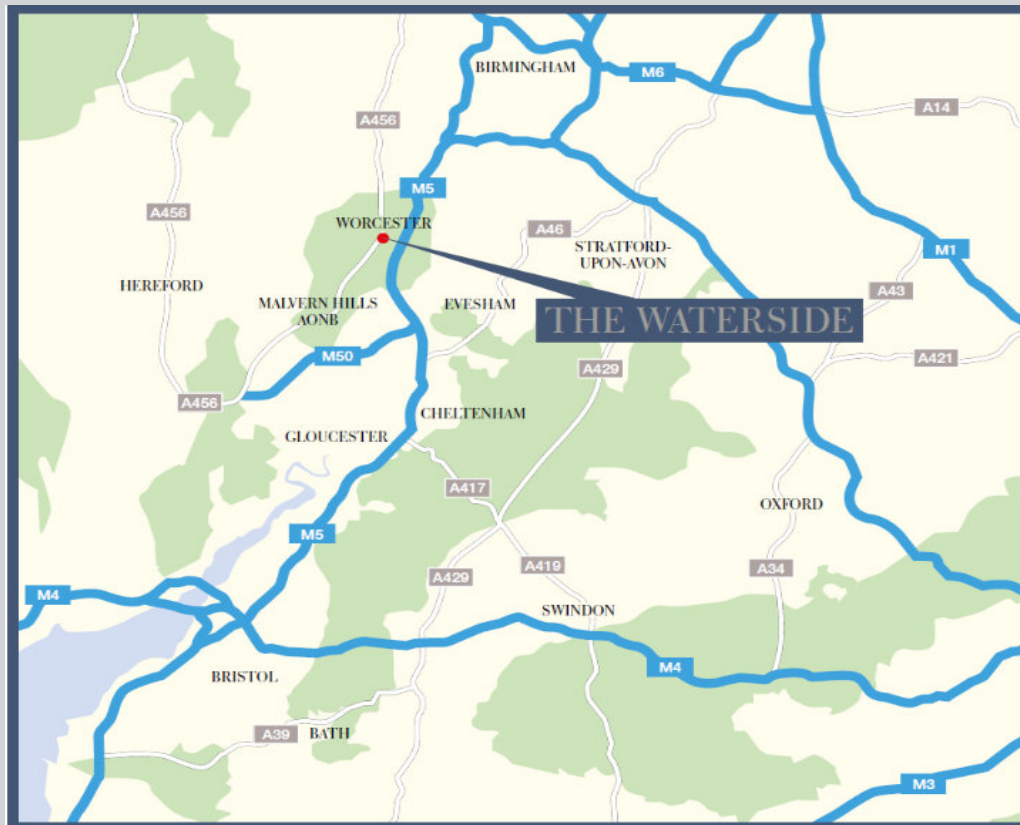 BIRMINGHAM
M6
A14
A456
M5
A456
WORCESTER
A46
STRATFORD-
UPON-AVON
M1
HEREFORD
MALVERN HILLS
AONB
EVESHAM
A43
THE WATERSIDE
M50
A421
A429
A456
CHELTENHAM
GLOUCESTER
A417
OXFORD
M5
A419
A34
A429
M4
SWINDON
M4
BRISTOL
A39
BATH
M3